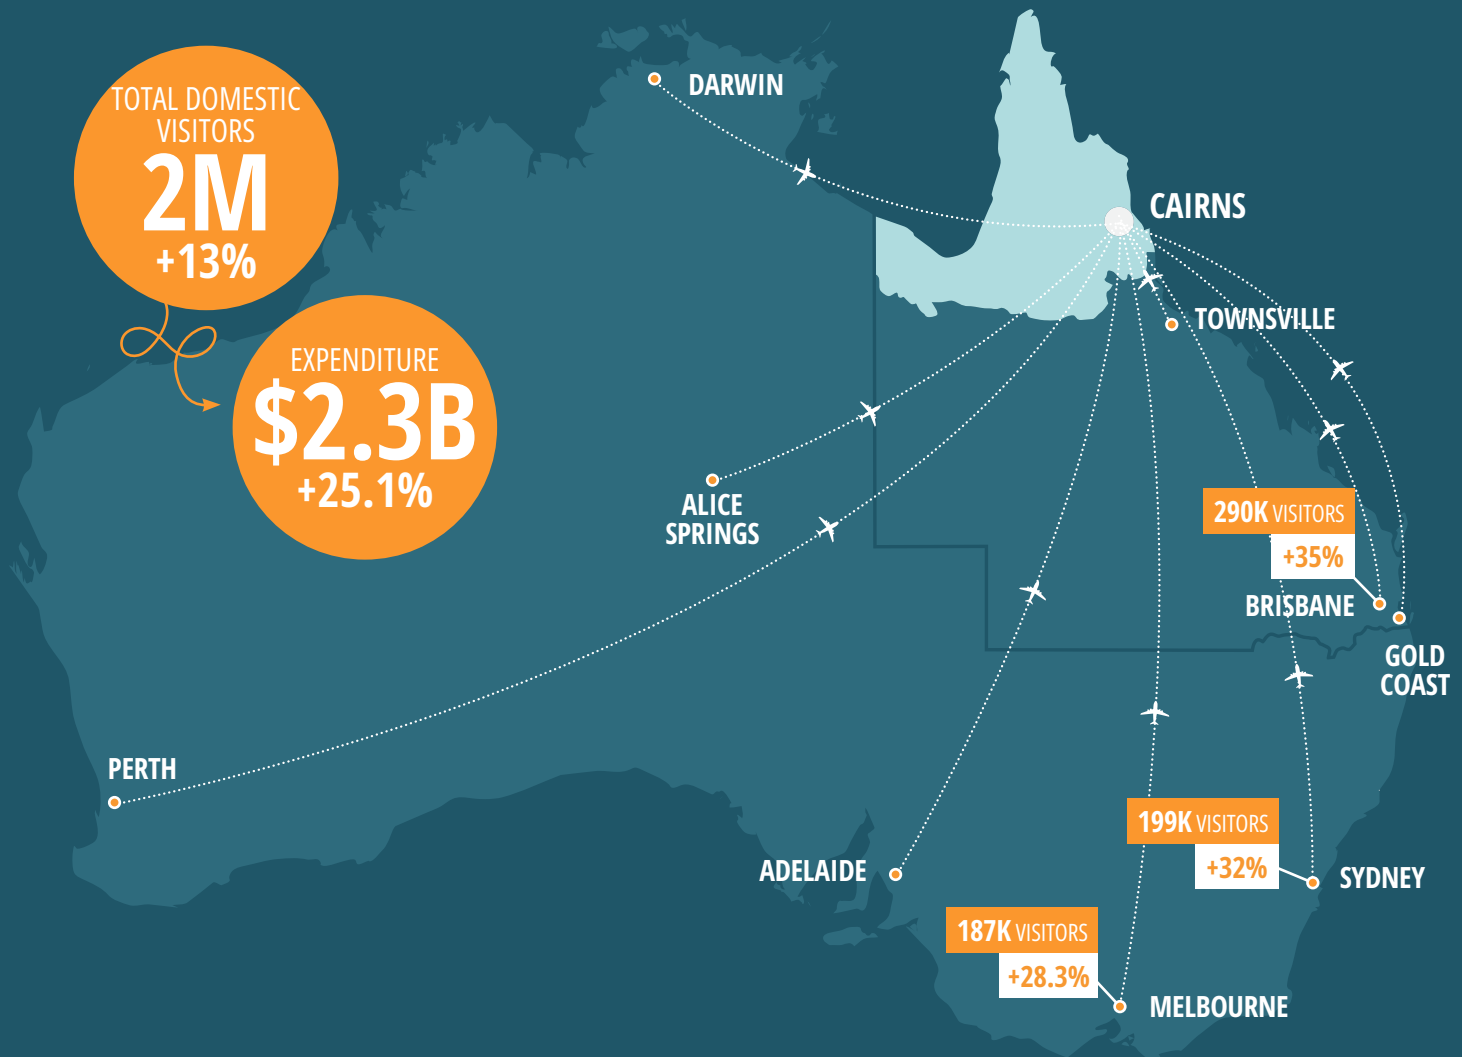 TOTAL DOMESTIC
VISITORS
2M
+13%
EXPENDITURE
$2.3B
+25.1%
DARWIN
CAIRNS
TOWNSVILLE
ALICE
SPRINGS
290K VISITORS
+35%
BRISBANE
GOLD
COAST
PERTH
199K VISITORS
+32%
SYDNEY
ADELAIDE
187K VISITORS
+28.3%
MELBOURNE